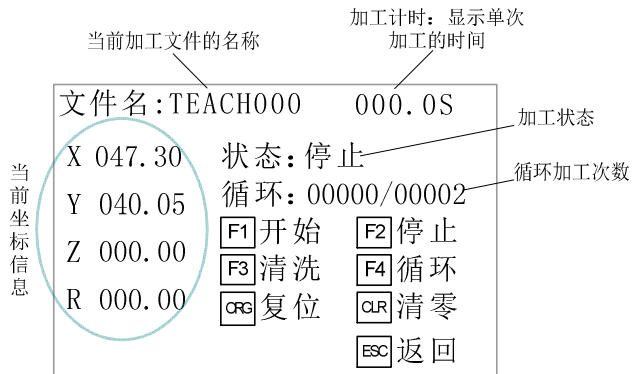 加工计时：显示单次
加工的时间
当前加工文件的名称
文件名:TEACH000 000.0S
加工状态
X 047.30 状态:停止
循环加工次数
Y 040.05 循环:00000/00002
当前坐标信息
F1 开始 F2 停止
Z 000.00 F3 清洗 F4 循环
R 000.00 ORG 复位 CLR 清零
ESC 返回